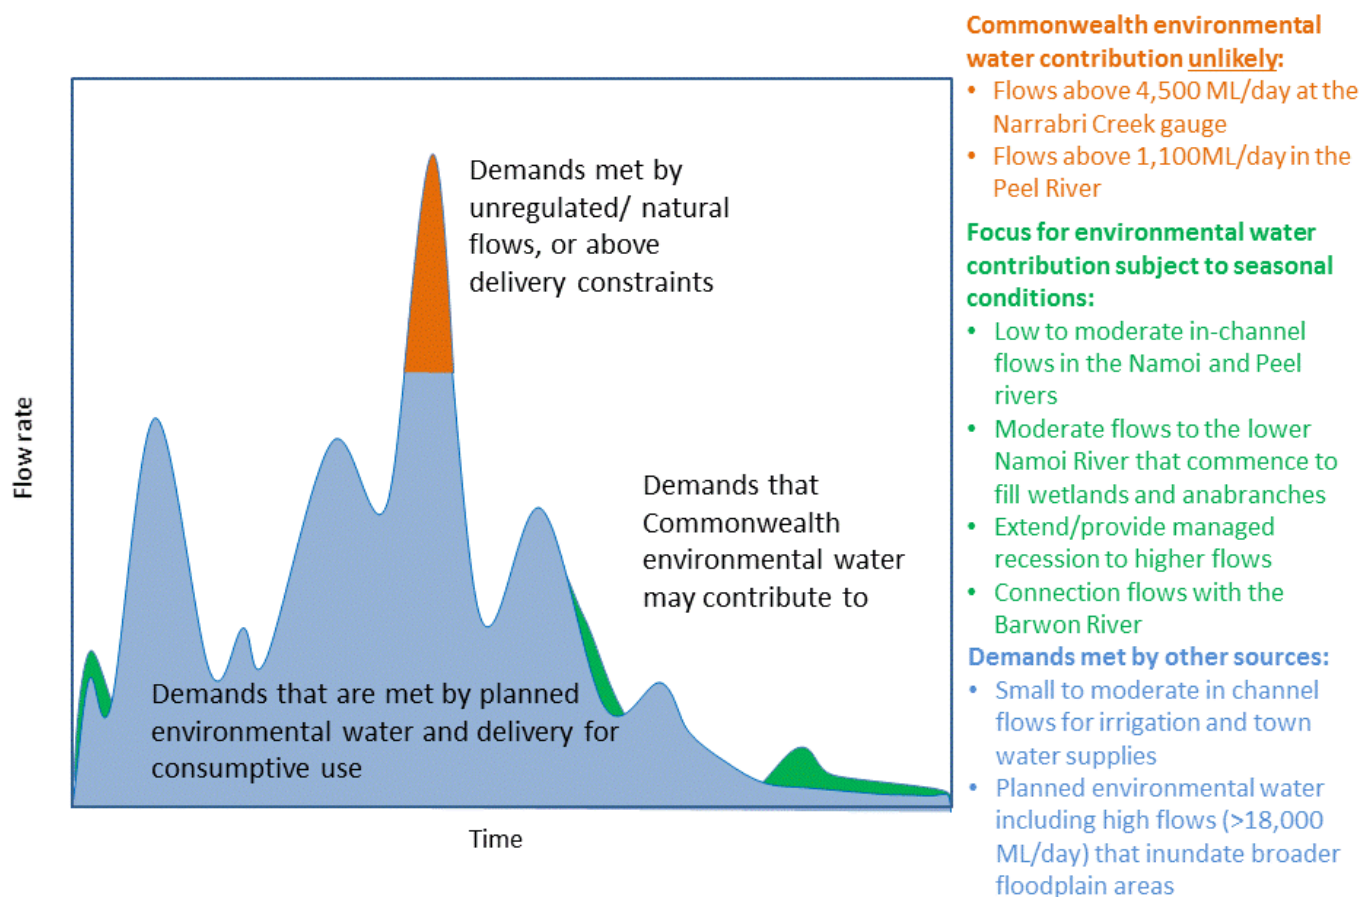 Commonwealth environmental
water contribution unlikely:
• Flows above 4,500 ML/day at the
Narrabri Creek gauge
• Flows above 1,100ML/day in the
Peel River
Focus for environmental water
contribution subject to seasonal
conditions:
• Low to moderate in-channel
flows in the Namoi and Peel
rivers
• Moderate flows to the lower
Namoi River that commence to
fill wetlands and anabranches
• Extend/provide managed
recession to higher flows
• Connection flows with the
Barwon River
Demands met by other sources:
• Small to moderate in channel
flows for irrigation and town
water supplies
• Planned environmental water
including high flows (>18,000
ML/day) that inundate broader
floodplain areas
Demands met by
unregulated/ natural
flows, or above
delivery constraints
Demands that
Commonwealth
environmental water
may contribute to
Demands that are met by planned
environmental water and delivery for
consumptive use
Flow rate
Time